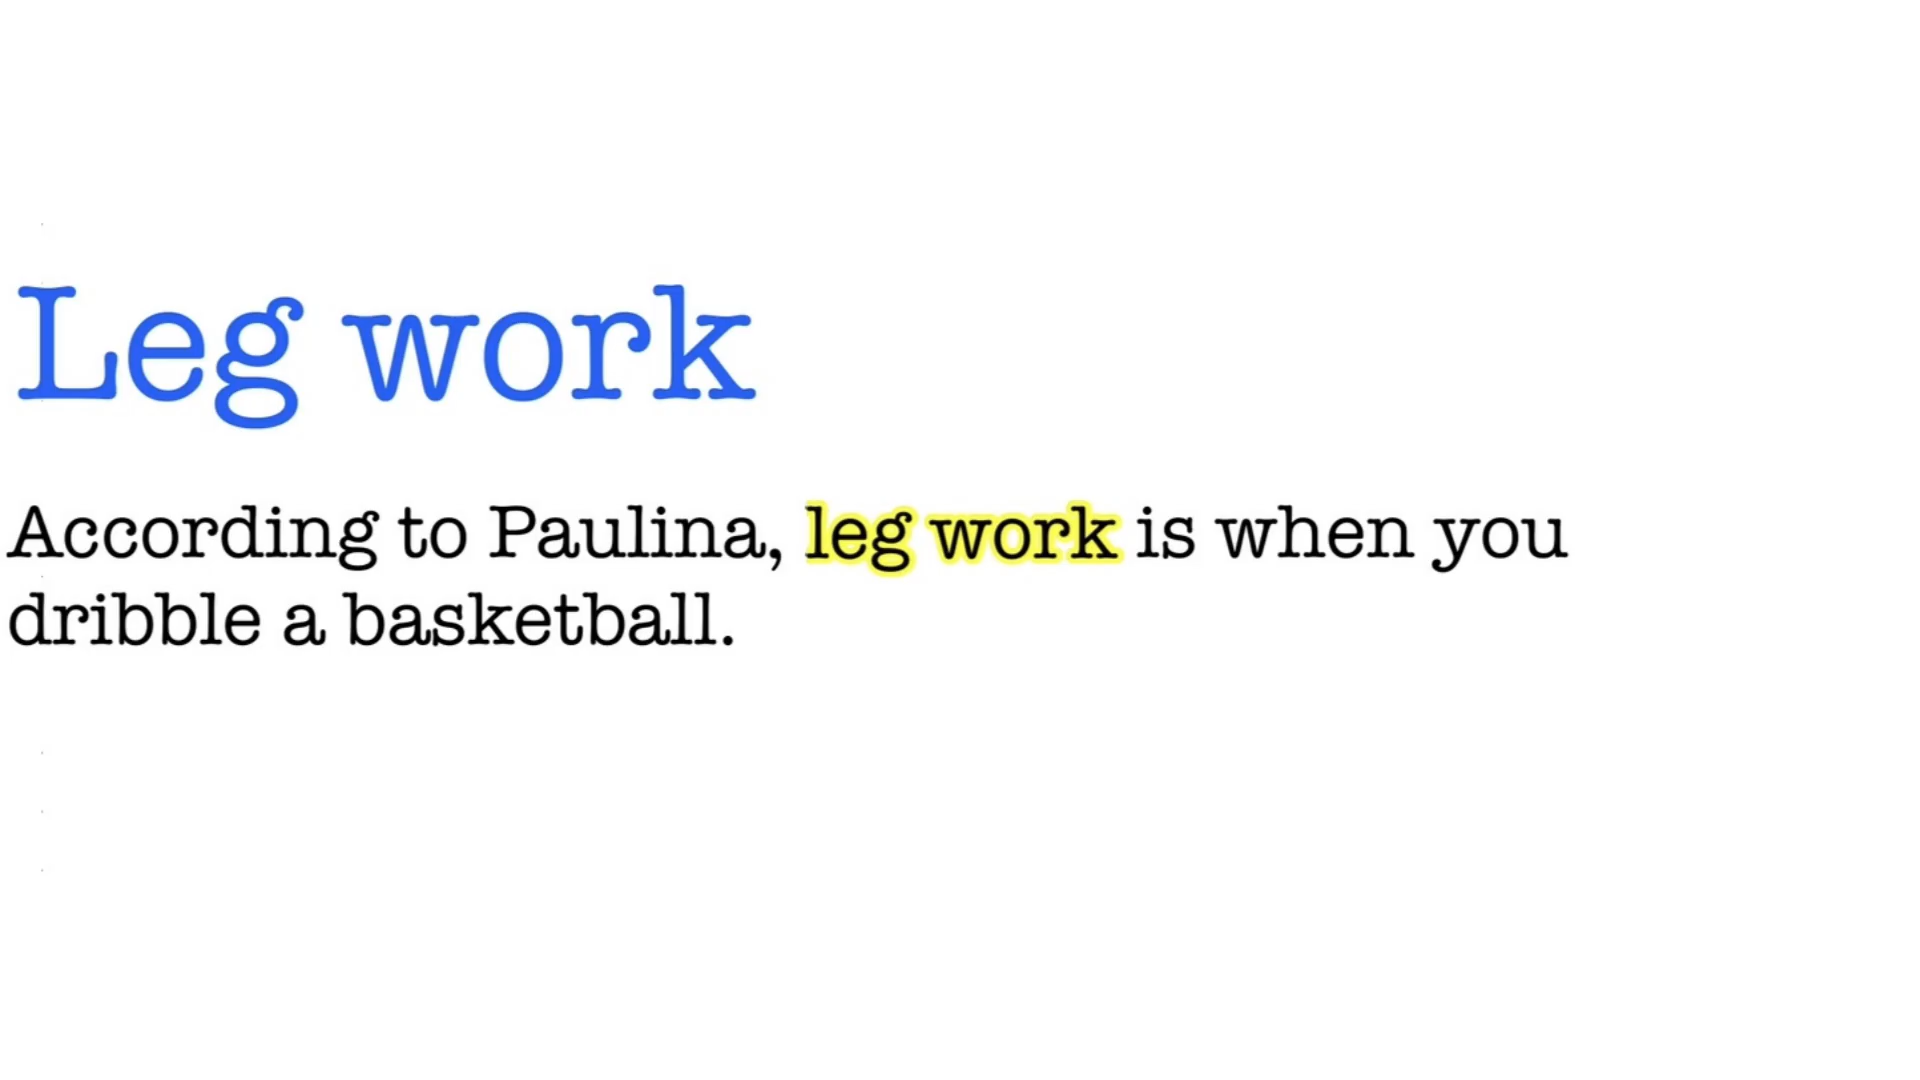 Leg work
According to Paulina, leg work is when you
dribble a basketball.